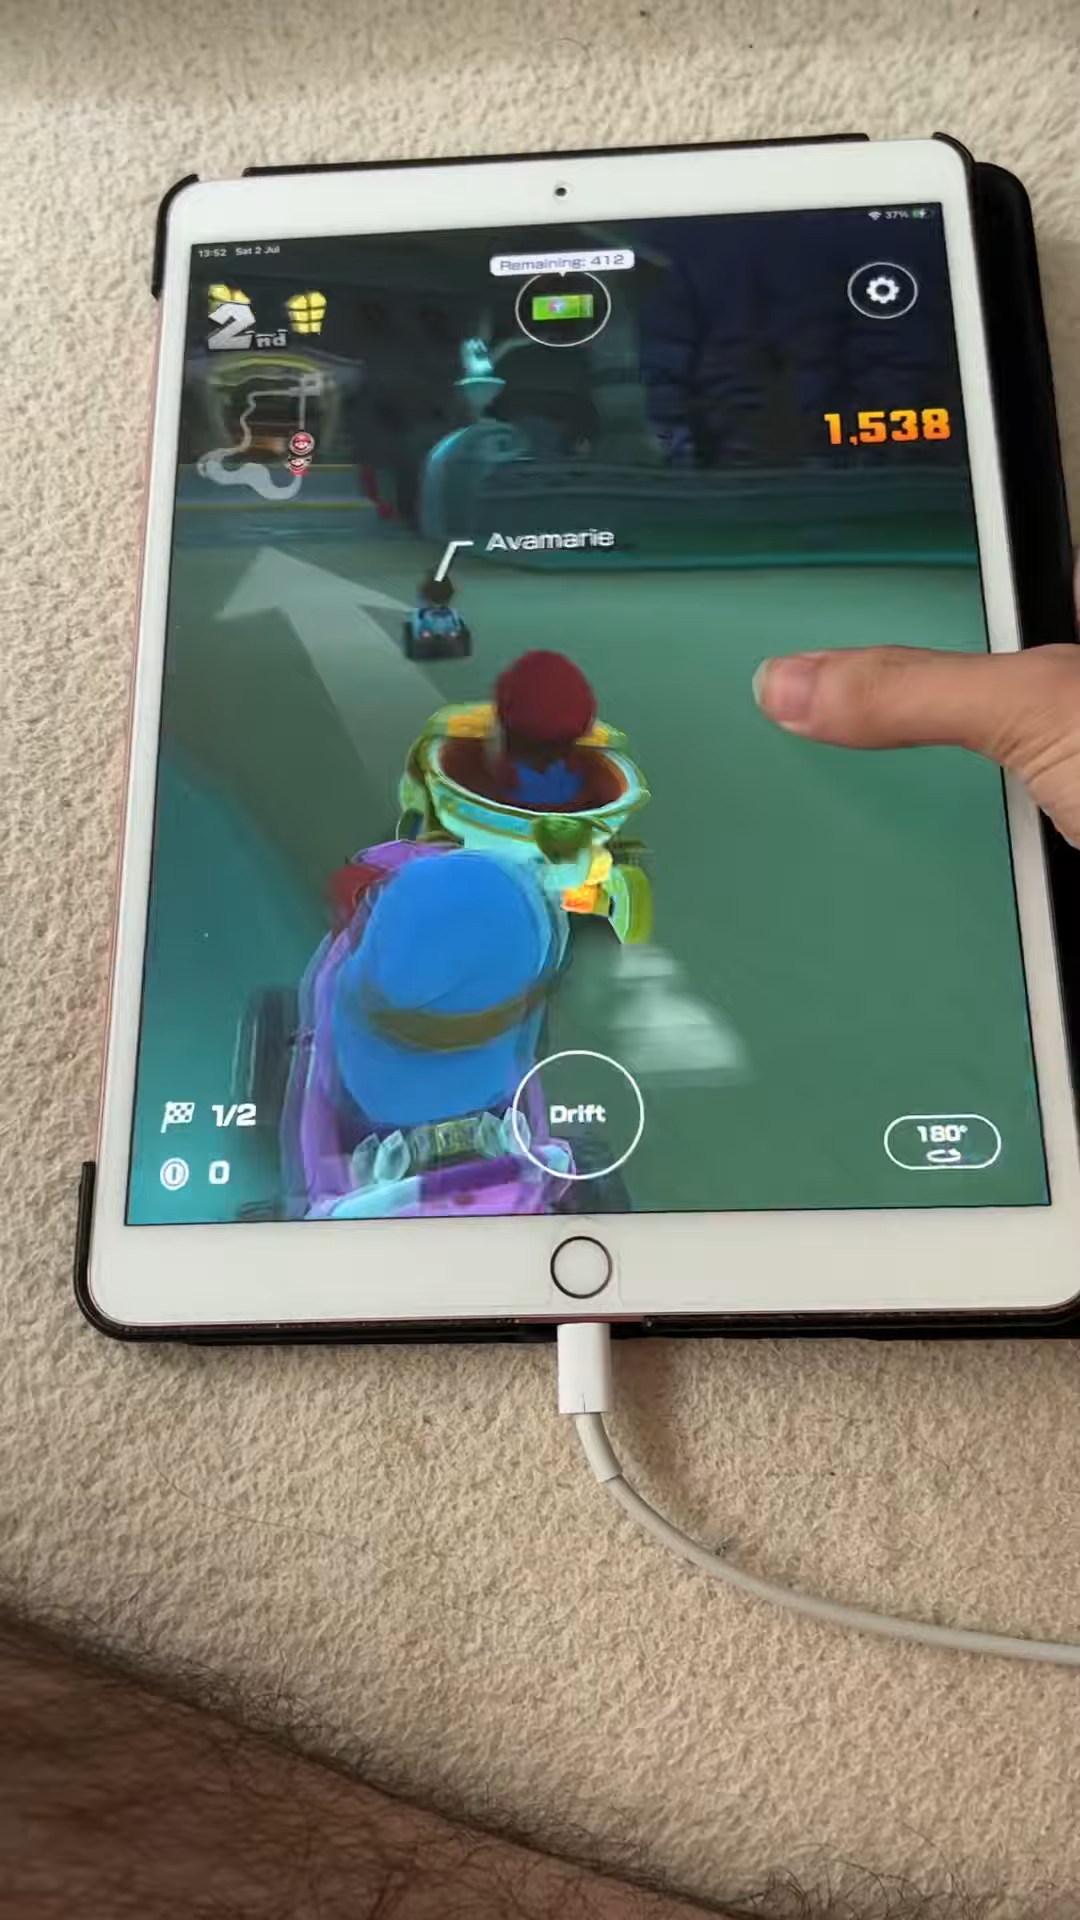 13:52 Sat 2 Jul
37%
Remaining: 412
2nd
1,538
Avamarie
1/2
0
Drift
180°